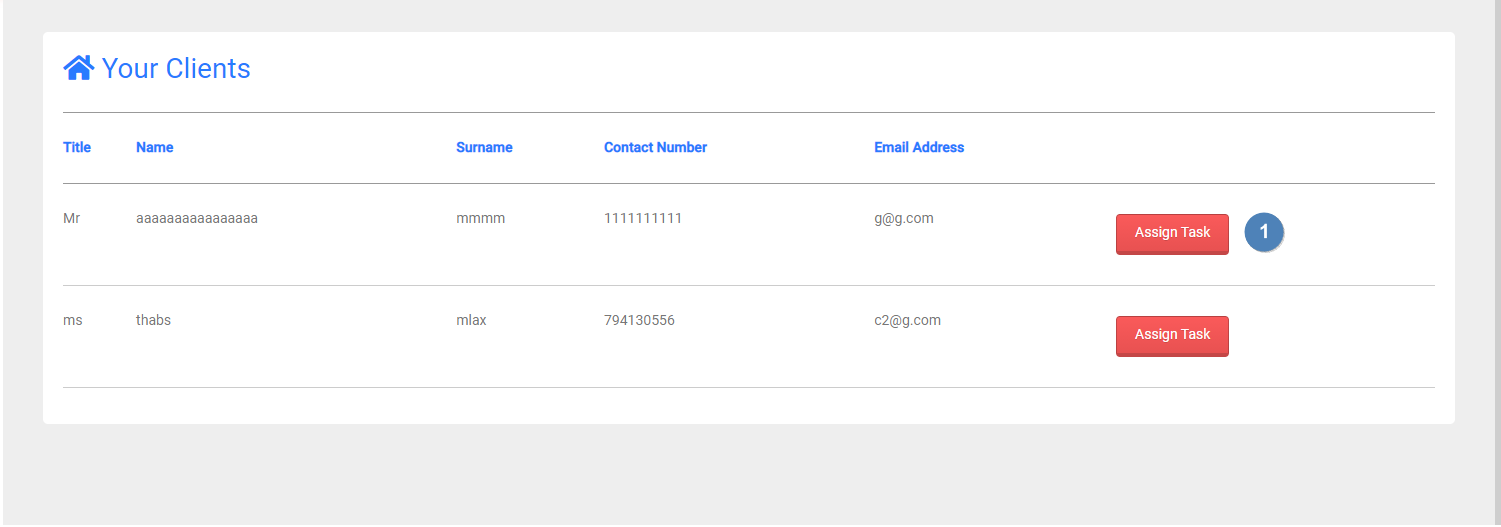 Your Clients
Title Name Surname Contact Number Email Address
Mr aaaaaaaaaaaaaaaa mmmm 1111111111 g@g.com Assign Task 1
ms thabs mlax 794130556 c2@g.com Assign Task